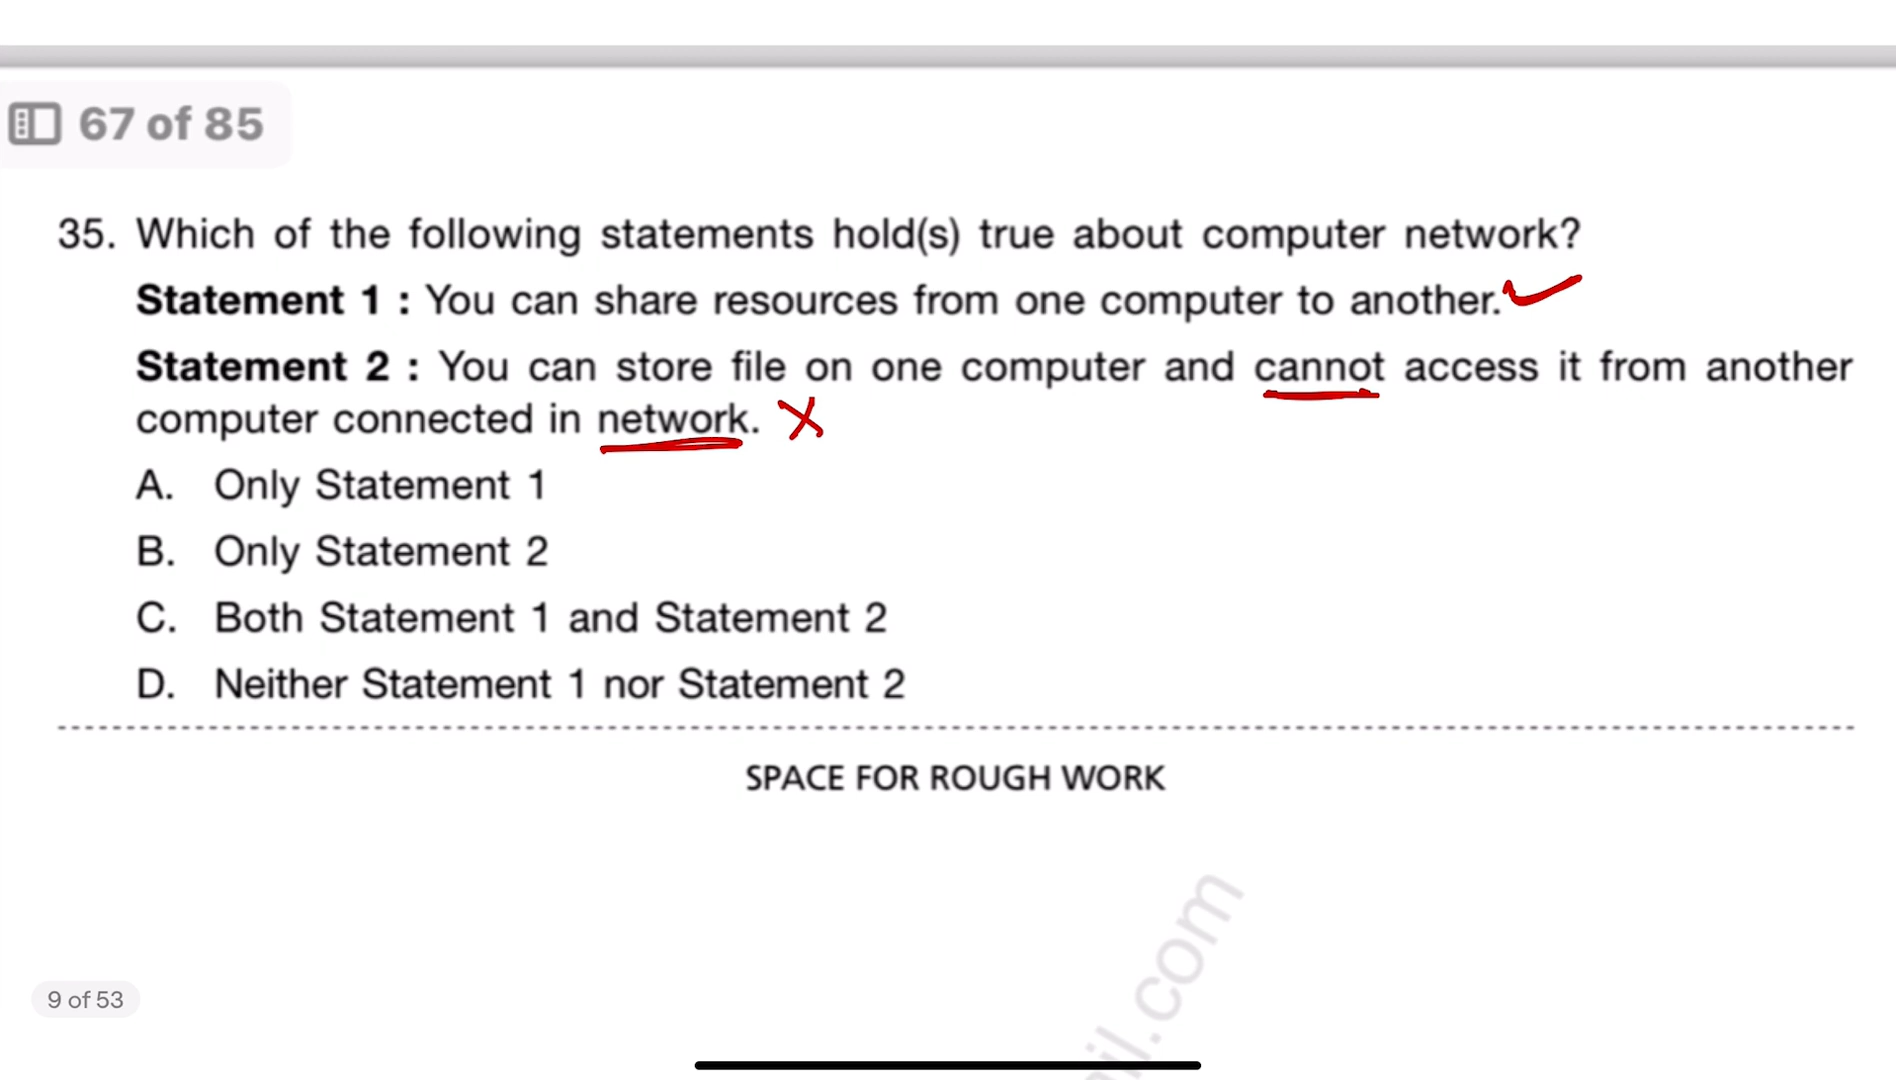 67 of 85
35. Which of the following statements hold(s) true about computer network?
Statement 1 : You can share resources from one computer to another.
Statement 2 : You can store file on one computer and cannot access it from another
computer connected in network.
A. Only Statement 1
B. Only Statement 2
C. Both Statement 1 and Statement 2
D. Neither Statement 1 nor Statement 2
SPACE FOR ROUGH WORK
9 of 53
il.com